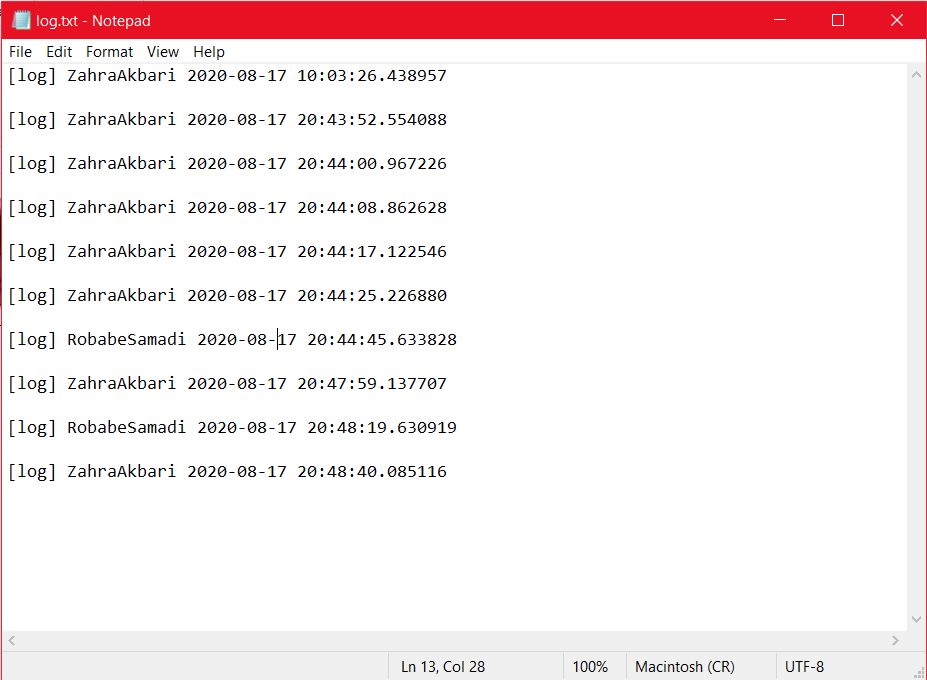 log.txt - Notepad
File Edit Format View Help
[log] ZahraAkbari 2020-08-17 10:03:26.438957
[log] ZahraAkbari 2020-08-17 20:43:52.554088
[log] ZahraAkbari 2020-08-17 20:44:00.967226
[log] ZahraAkbari 2020-08-17 20:44:08.862628
[log] ZahraAkbari 2020-08-17 20:44:17.122546
[log] ZahraAkbari 2020-08-17 20:44:25.226880
[log] RobabeSamadi 2020-08-17 20:44:45.633828
[log] ZahraAkbari 2020-08-17 20:47:59.137707
[log] RobabeSamadi 2020-08-17 20:48:19.630919
[log] ZahraAkbari 2020-08-17 20:48:40.085116
Ln 13, Col 28 100% Macintosh (CR) UTF-8